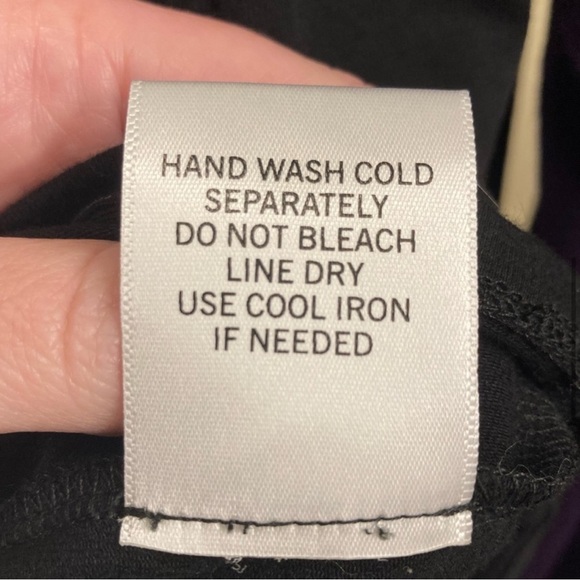 HAND WASH COLD
SEPARATELY
DO NOT BLEACH
LINE DRY
USE COOL IRON
IF NEEDED